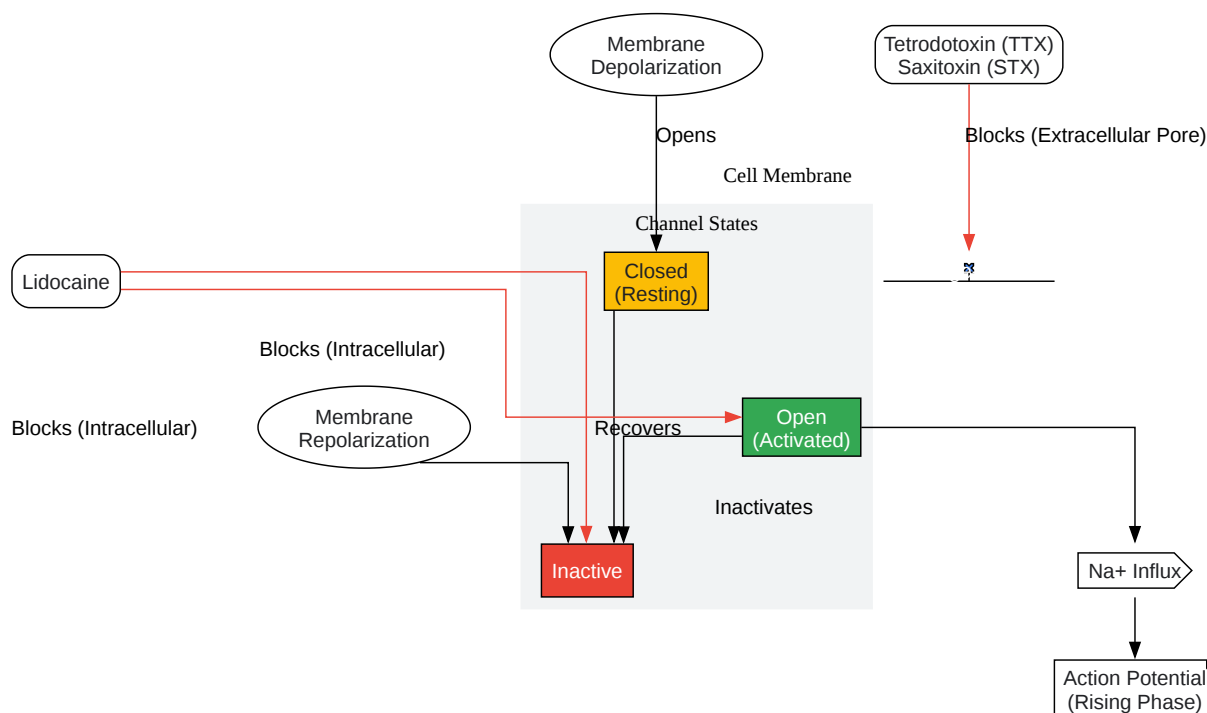 Membrane
Depolarization
Tetrodotoxin (TTX)
Saxitoxin (STX)
Opens
Blocks (Extracellular Pore)
Cell Membrane
Channel States
Lidocaine
Closed
(Resting)
Blocks (Intracellular)
Blocks (Intracellular)
Membrane
Repolarization
Recovers
Open
(Activated)
Inactivates
Inactive
Na+ Influx
Action Potential
(Rising Phase)